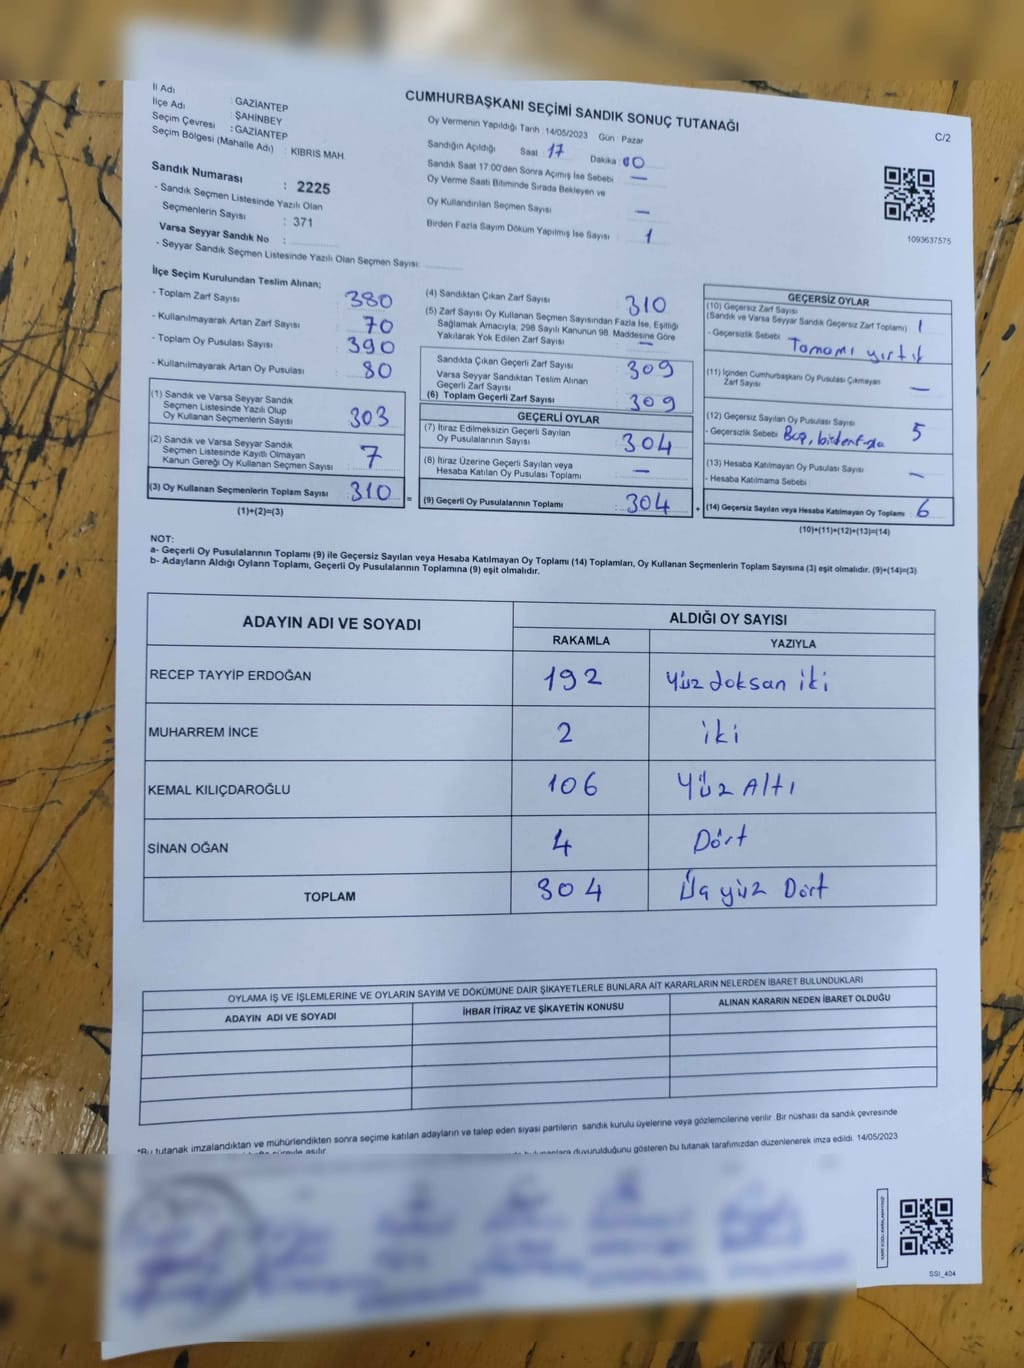 CUMHURBAŞKANI SEÇİMİ SANDIK SONUÇ TUTANAĞI
C/2
İl Adı : GAZİANTEP
İlçe Adı : ŞAHİNBEY
Seçim Çevresi : GAZİANTEP
Seçim Bölgesi (Mahalle Adı) : KIBRIS MAH.
Oy Vermenin Yapıldığı Tarih : 14/05/2023 Gün Pazar
Sandığın Açıldığı Saat : 17 Dakika : 00
Sandık Saat 17:00'den Sonra Açımış İse Sebebi : —
Oy Verme Saati Bitiminde Sırada Bekleyen ve
Oy Kullandırılan Seçmen Sayısı : —
Birden Fazla Sayım Döküm Yapılmış İse Sayısı : 1
1093637575
Sandık Numarası : 2225
- Sandık Seçmen Listesinde Yazılı Olan
Seçmenlerin Sayısı : 371
Varsa Seyyar Sandık No :
- Seyyar Sandık Seçmen Listesinde Yazılı Olan Seçmen Sayısı:
İlçe Seçim Kurulundan Teslim Alınan;
- Toplam Zarf Sayısı : 380
- Kullanılmayarak Artan Zarf Sayısı : 70
- Toplam Oy Pusulası Sayısı : 390
- Kullanılmayarak Artan Oy Pusulası : 80
(1) Sandık ve Varsa Seyyar Sandık
Seçmen Listesinde Yazılı Olup
Oy Kullanan Seçmenlerin Sayısı : 303
(2) Sandık ve Varsa Seyyar Sandık
Seçmen Listesinde Kayıtlı Olmayan
Kanun Gereği Oy Kullanan Seçmen Sayısı : 7
(3) Oy Kullanan Seçmenlerin Toplam Sayısı : 310
(1)+(2)=(3)
=
(4) Sandıktan Çıkan Zarf Sayısı : 310
(5) Zarf Sayısı Oy Kullanan Seçmen Sayısından Fazla İse, Eşitliği
Sağlamak Amacıyla, 298 Sayılı Kanunun 98. Maddesine Göre
Yakılarak Yok Edilen Zarf Sayısı : —
Sandıkta Çıkan Geçerli Zarf Sayısı : 309
Varsa Seyyar Sandıktan Teslim Alınan
Geçerli Zarf Sayısı :
(6) Toplam Geçerli Zarf Sayısı : 309
GEÇERLİ OYLAR
(7) İtiraz Edilmeksizin Geçerli Sayılan
Oy Pusulalarının Sayısı : 304
(8) İtiraz Üzerine Geçerli Sayılan veya
Hesaba Katılan Oy Pusulası Toplamı : —
(9) Geçerli Oy Pusulalarının Toplamı : 304
+
GEÇERSİZ OYLAR
(10) Geçersiz Zarf Sayısı
(Sandık ve Varsa Seyyar Sandık Geçersiz Zarf Toplamı) : 1
- Geçersizlik Sebebi : Tamamı yırtık
(11) İçinden Cumhurbaşkanı Oy Pusulası Çıkmayan
Zarf Sayısı : —
(12) Geçersiz Sayılan Oy Pusulası Sayısı : 5
- Geçersizlik Sebebi : Boş, birden fazla
(13) Hesaba Katılmayan Oy Pusulası Sayısı : —
- Hesaba Katılmama Sebebi :
(14) Geçersiz Sayılan veya Hesaba Katılmayan Oy Toplamı : 6
(10)+(11)+(12)+(13)=(14)
NOT:
a- Geçerli Oy Pusulalarının Toplamı (9) ile Geçersiz Sayılan veya Hesaba Katılmayan Oy Toplamı (14) Toplamları, Oy Kullanan Seçmenlerin Toplam Sayısına (3) eşit olmalıdır. (9)+(14)=(3)
b- Adayların Aldığı Oyların Toplamı, Geçerli Oy Pusulalarının Toplamına (9) eşit olmalıdır.
ADAYIN ADI VE SOYADI ALDIĞI OY SAYISI
RAKAMLA YAZIYLA
RECEP TAYYİP ERDOĞAN 192 Yüz doksan iki
MUHARREM İNCE 2 iki
KEMAL KILIÇDAROĞLU 106 Yüz Altı
SİNAN OĞAN 4 Dört
TOPLAM 304 yüz Dört
OYLAMA İŞ VE İŞLEMLERİNE VE OYLARIN SAYIM VE DÖKÜMÜNE DAİR ŞİKAYETLERLE BUNLARA AİT KARARLARIN NELERDEN İBARET BULUNDUKLARI
ADAYIN ADI VE SOYADI İHBAR İTİRAZ VE ŞİKAYETİN KONUSU ALINAN KARARIN NEDEN İBARET OLDUĞU
*Bu tutanak imzalandıktan ve mühürlendikten sonra seçime katılan adayların ve talep eden siyasi partilerin sandık kurulu üyelerine veya gözlemcilerine verilir. Bir nüshası da sandık çevresinde
duyurulduğunu gösteren bu tutanak tarafımızdan düzenlenerek imza edildi. 14/05/2023
SSI_404